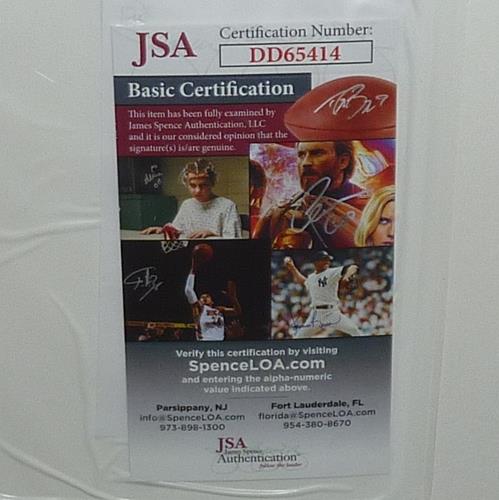 JSA
Certification Number:
DD65414
Basic Certification
This item has been fully examined by
James Spence Authentication, LLC
and it is our considered opinion that the
signature(s) is/are genuine.
Verify this certification by visiting
SpenceLOA.com
and entering the alpha-numeric
value indicated above.
Parsippany, NJ
info@SpenceLOA.com
973-898-1300
Fort Lauderdale, FL
florida@SpenceLOA.com
954-380-8670
JSA
James Spence
Authentication
follow the leader